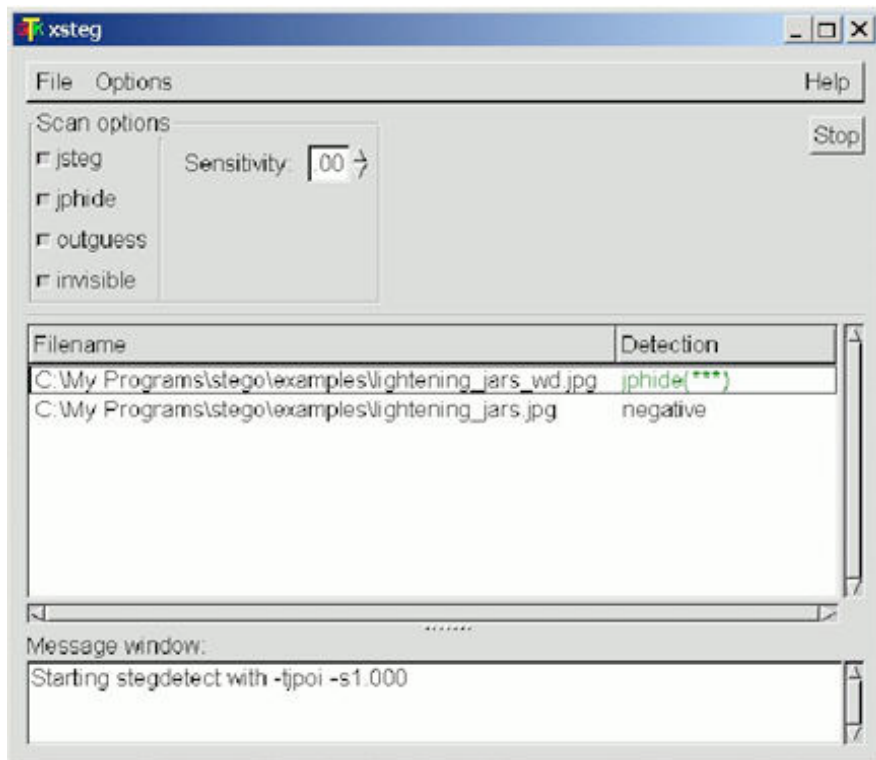 xsteg
File Options Help
Scan options
Stop
jsteg
Sensitivity: .00
jphide
outguess
invisible
Filename Detection
C:\My Programs\stego\examples\lightening_jars_wd.jpg jphide(***)
C:\My Programs\stego\examples\lightening_jars.jpg negative
Message window:
Starting stegdetect with -tjpoi -s1.000